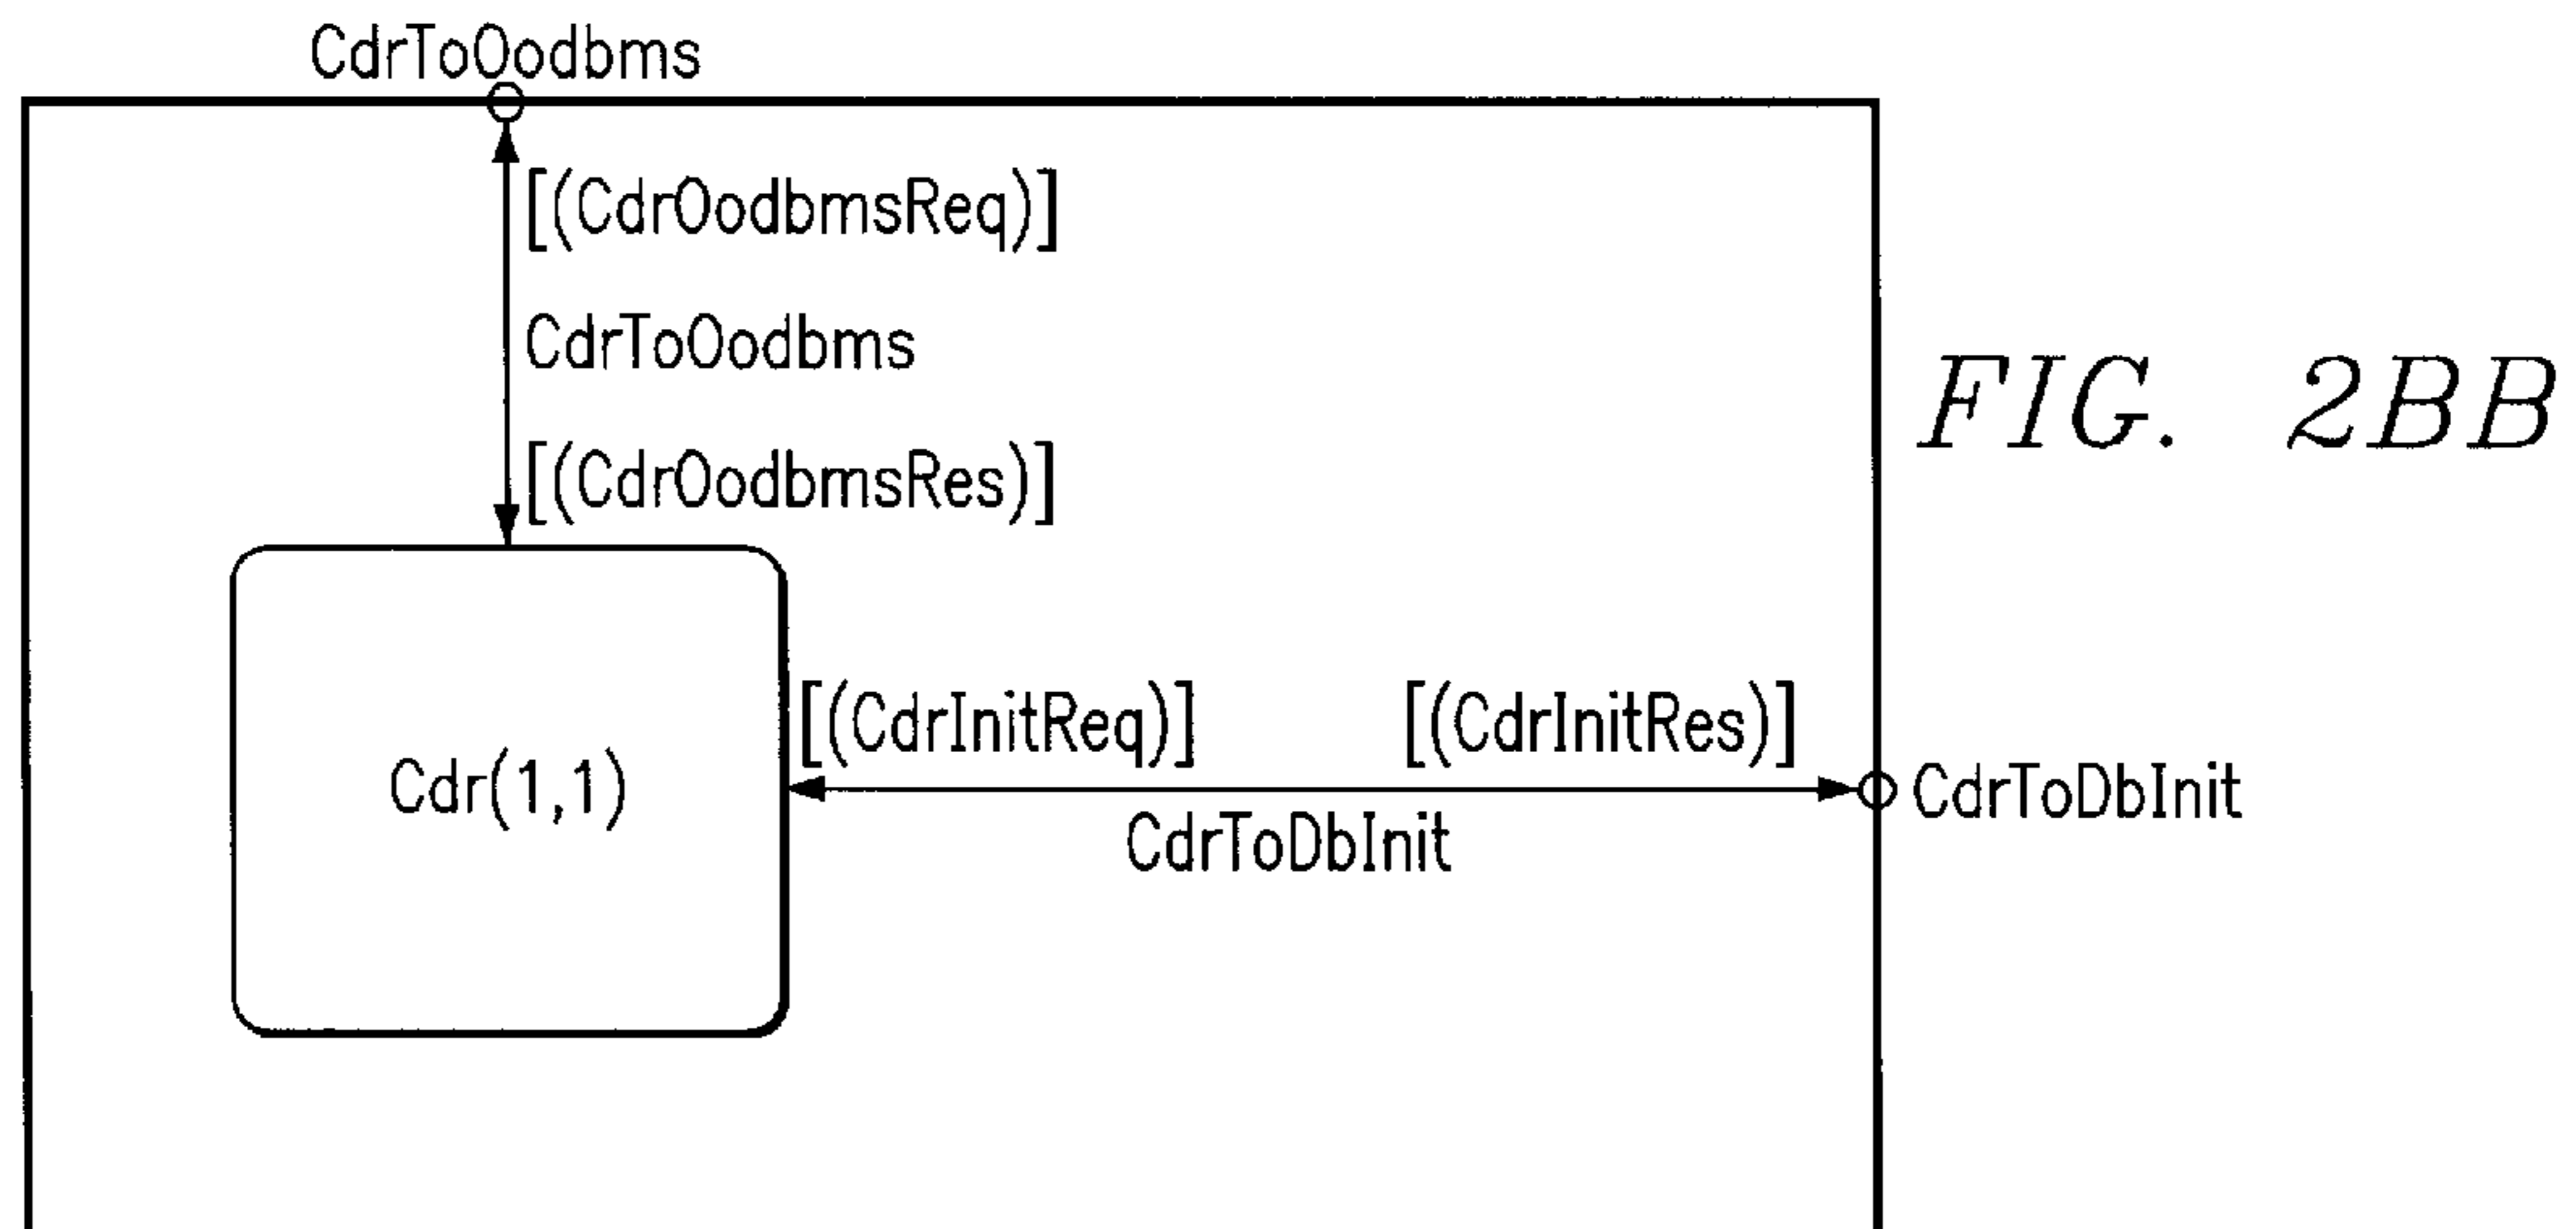 CdrToOodbms
[(CdrOodbmsReq)]
CdrToOodbms
[(CdrOodbmsRes)]
FIG. 2BB
[(CdrInitReq)]
[(CdrInitRes)]
Cdr(1,1)
CdrToDbInit
CdrToDbInit